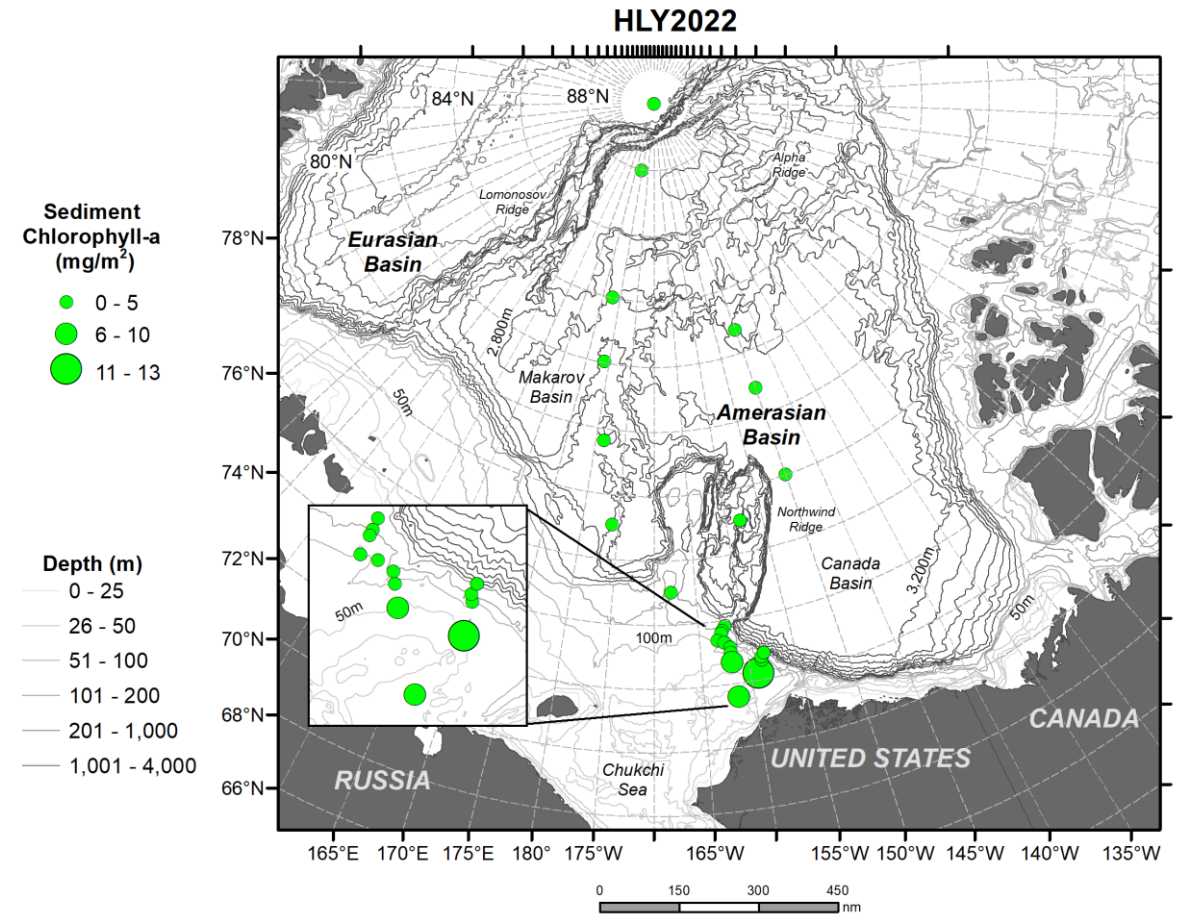 HLY2022
84°N
88°N
80°N
78°N
76°N
74°N
72°N
70°N
68°N
66°N
Sediment
Chlorophyll-a
(mg/m²)
0 - 5
6 - 10
11 - 13
Depth (m)
0 - 25
26 - 50
51 - 100
101 - 200
201 - 1,000
1,001 - 4,000
Alpha
Ridge
Lomonosov
Ridge
Eurasian
Basin
2,800m
Makarov
Basin
50m
Amerasian
Basin
Northwind
Ridge
Canada
Basin
3,200m
50m
50m
100m
CANADA
UNITED STATES
RUSSIA
Chukchi
Sea
165°E 170°E 175°E 180° 175°W 165°W 155°W 150°W 145°W 140°W 135°W
0 150 300 450
nm